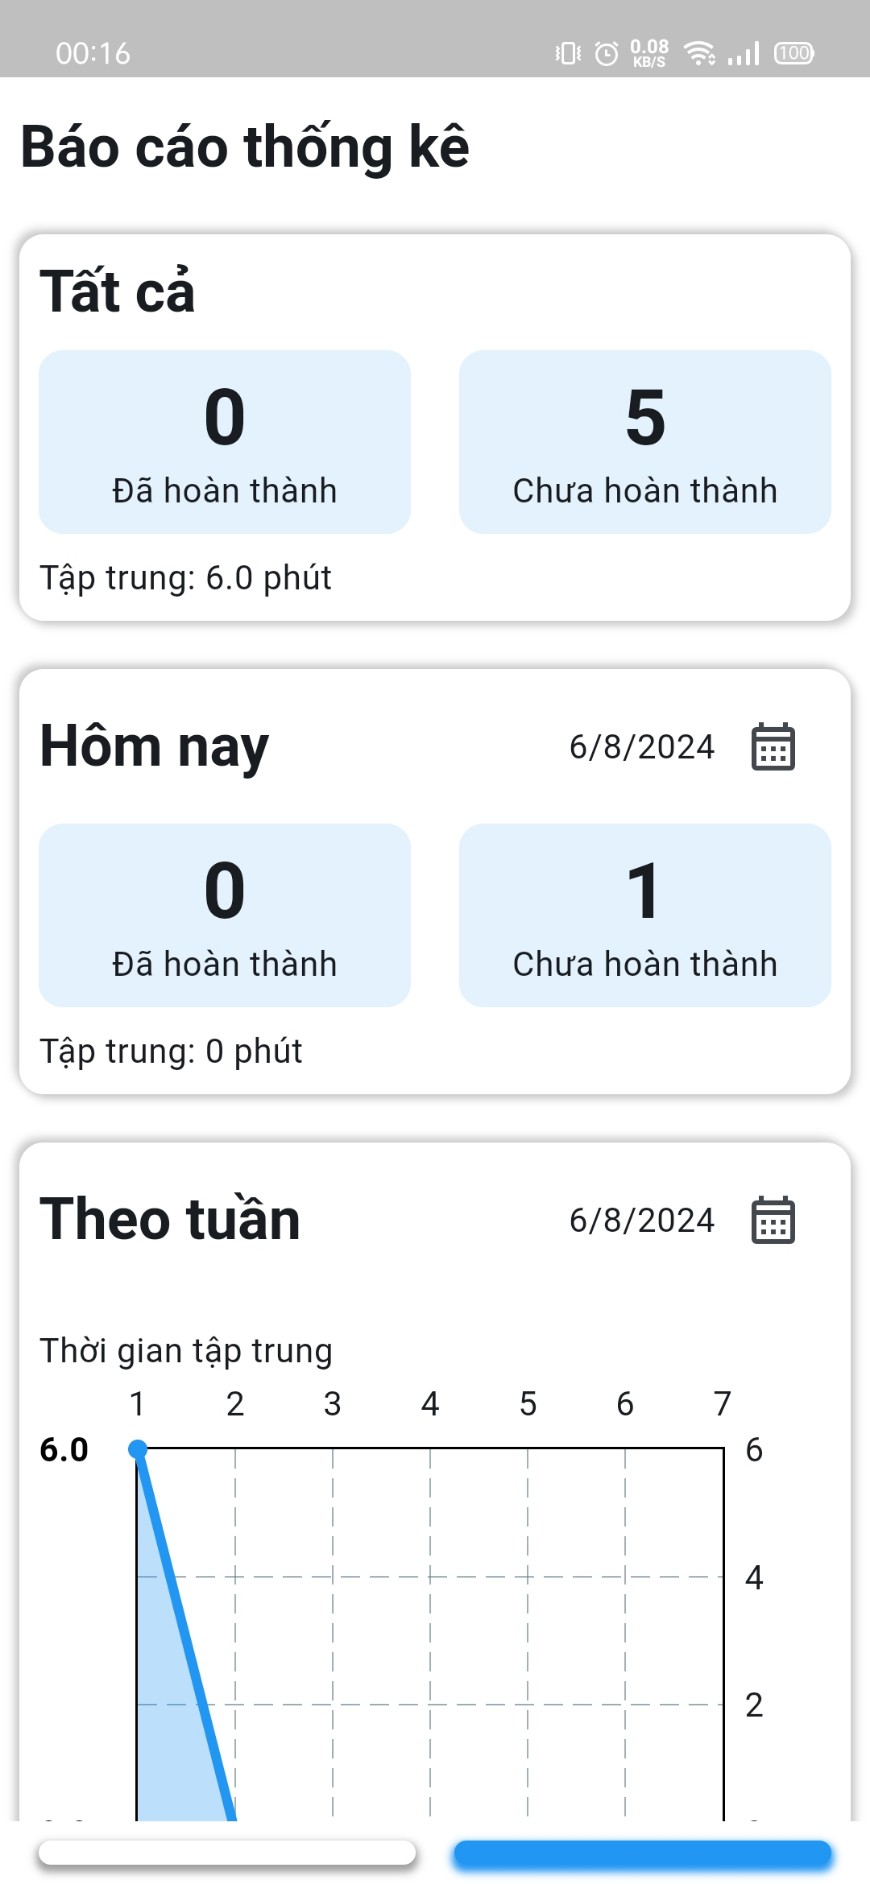 00:16 0.08 KB/S 100
Báo cáo thống kê
Tất cả
0 5
Đã hoàn thành Chưa hoàn thành
Tập trung: 6.0 phút
Hôm nay 6/8/2024
0 1
Đã hoàn thành Chưa hoàn thành
Tập trung: 0 phút
Theo tuần 6/8/2024
Thời gian tập trung
1 2 3 4 5 6 7
6.0 6
4
2